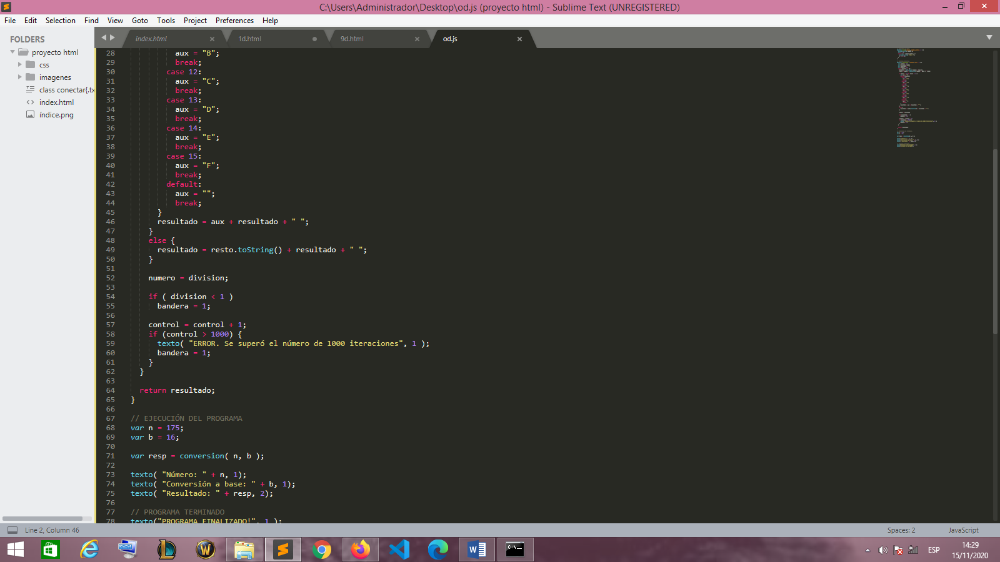 C:\Users\Administrador\Desktop\od.js (proyecto html) - Sublime Text (UNREGISTERED)
File Edit Selection Find View Goto Tools Project Preferences Help
FOLDERS
proyecto html
css
imagenes
class conectar{.tx
index.html
índice.png
index.html 1d.html 9d.html od.js
28 aux = "B";
29 break;
30 case 12:
31 aux = "C";
32 break;
33 case 13:
34 aux = "D";
35 break;
36 case 14:
37 aux = "E";
38 break;
39 case 15:
40 aux = "F";
41 break;
42 default:
43 aux = "";
44 break;
45 }
46 resultado = aux + resultado + " ";
47 }
48 else {
49 resultado = resto.toString() + resultado + " ";
50 }
51
52 numero = division;
53
54 if ( division < 1 )
55 bandera = 1;
56
57 control = control + 1;
58 if (control > 1000) {
59 texto( "ERROR. Se superó el número de 1000 iteraciones", 1 );
60 bandera = 1;
61 }
62 }
63
64 return resultado;
65 }
66
67 // EJECUCIÓN DEL PROGRAMA
68 var n = 175;
69 var b = 16;
70
71 var resp = conversion( n, b );
72
73 texto( "Número: " + n, 1);
74 texto( "Conversión a base: " + b, 1);
75 texto( "Resultado: " + resp, 2);
76
77 // PROGRAMA TERMINADO
78 texto("PROGRAMA FINALIZADO!", 1 );
Line 2, Column 46
Spaces: 2 JavaScript
ESP
14:29
15/11/2020